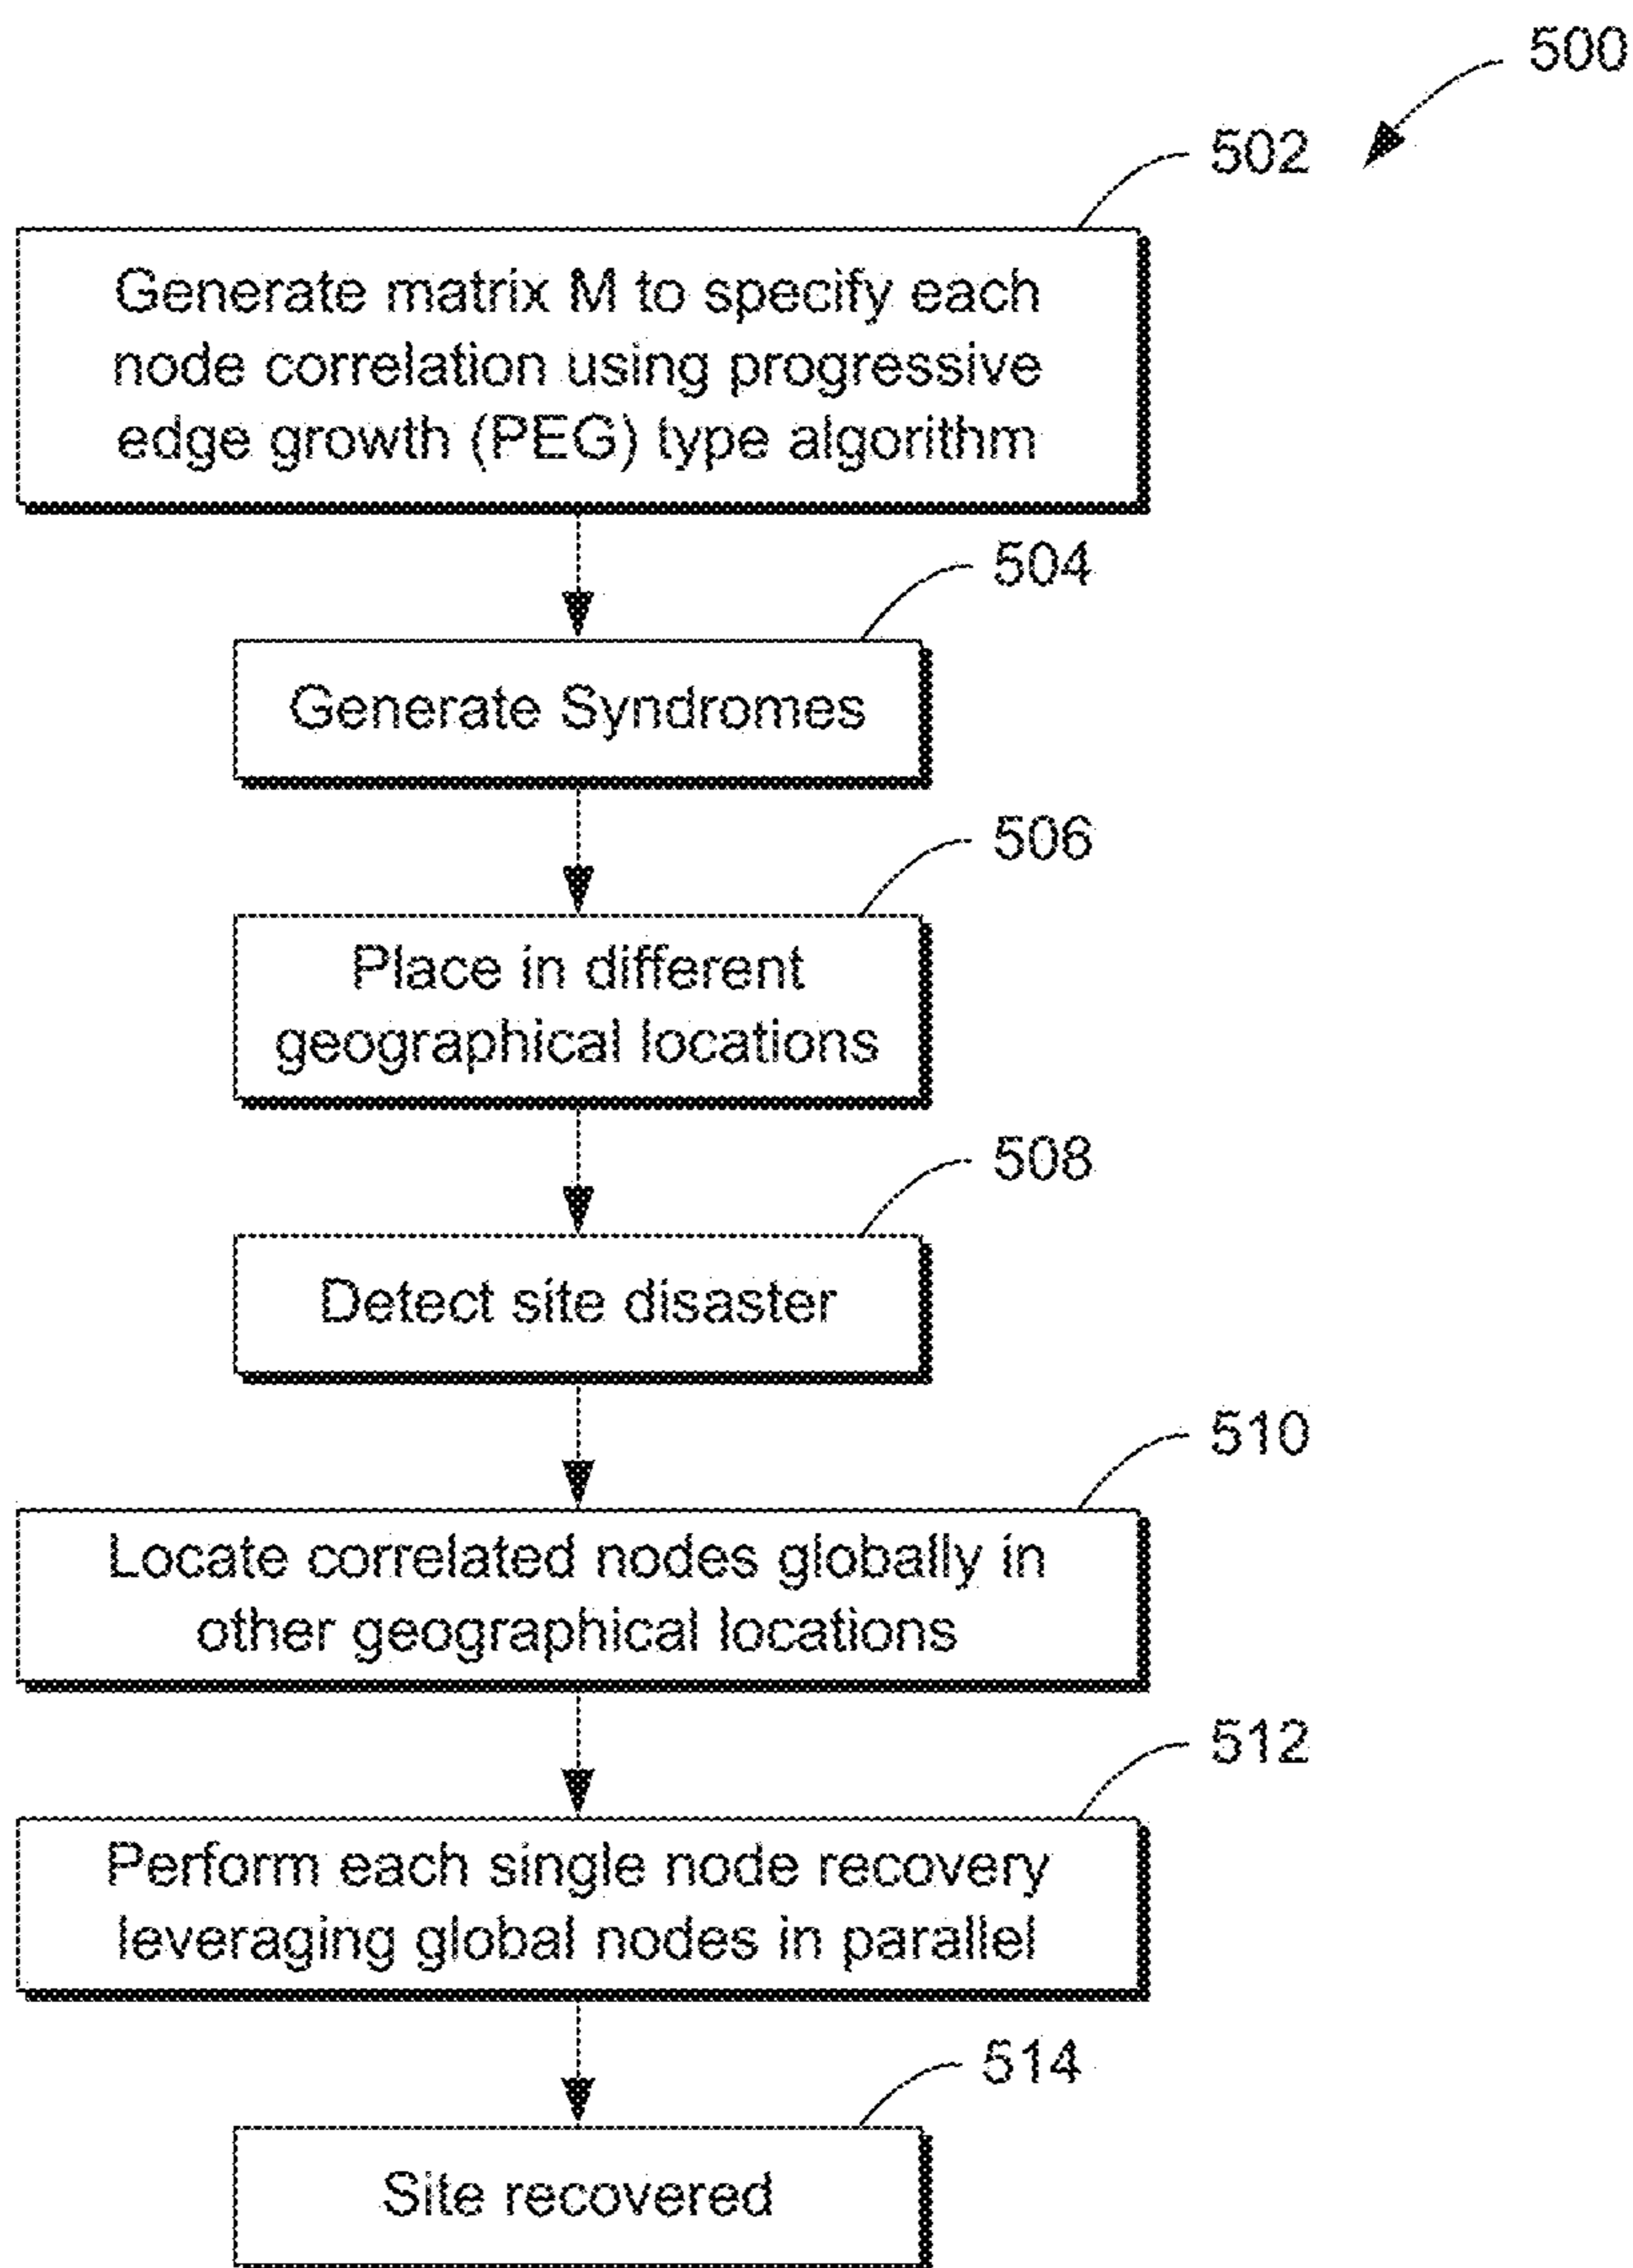 500
502
Generate matrix M to specify each
node correlation using progressive
edge growth (PEG) type algorithm
504
Generate Syndromes
506
Place in different
geographical locations
508
Detect site disaster
510
Locate correlated nodes globally in
other geographical locations
512
Perform each single node recovery
leveraging global nodes in parallel
514
Site recovered